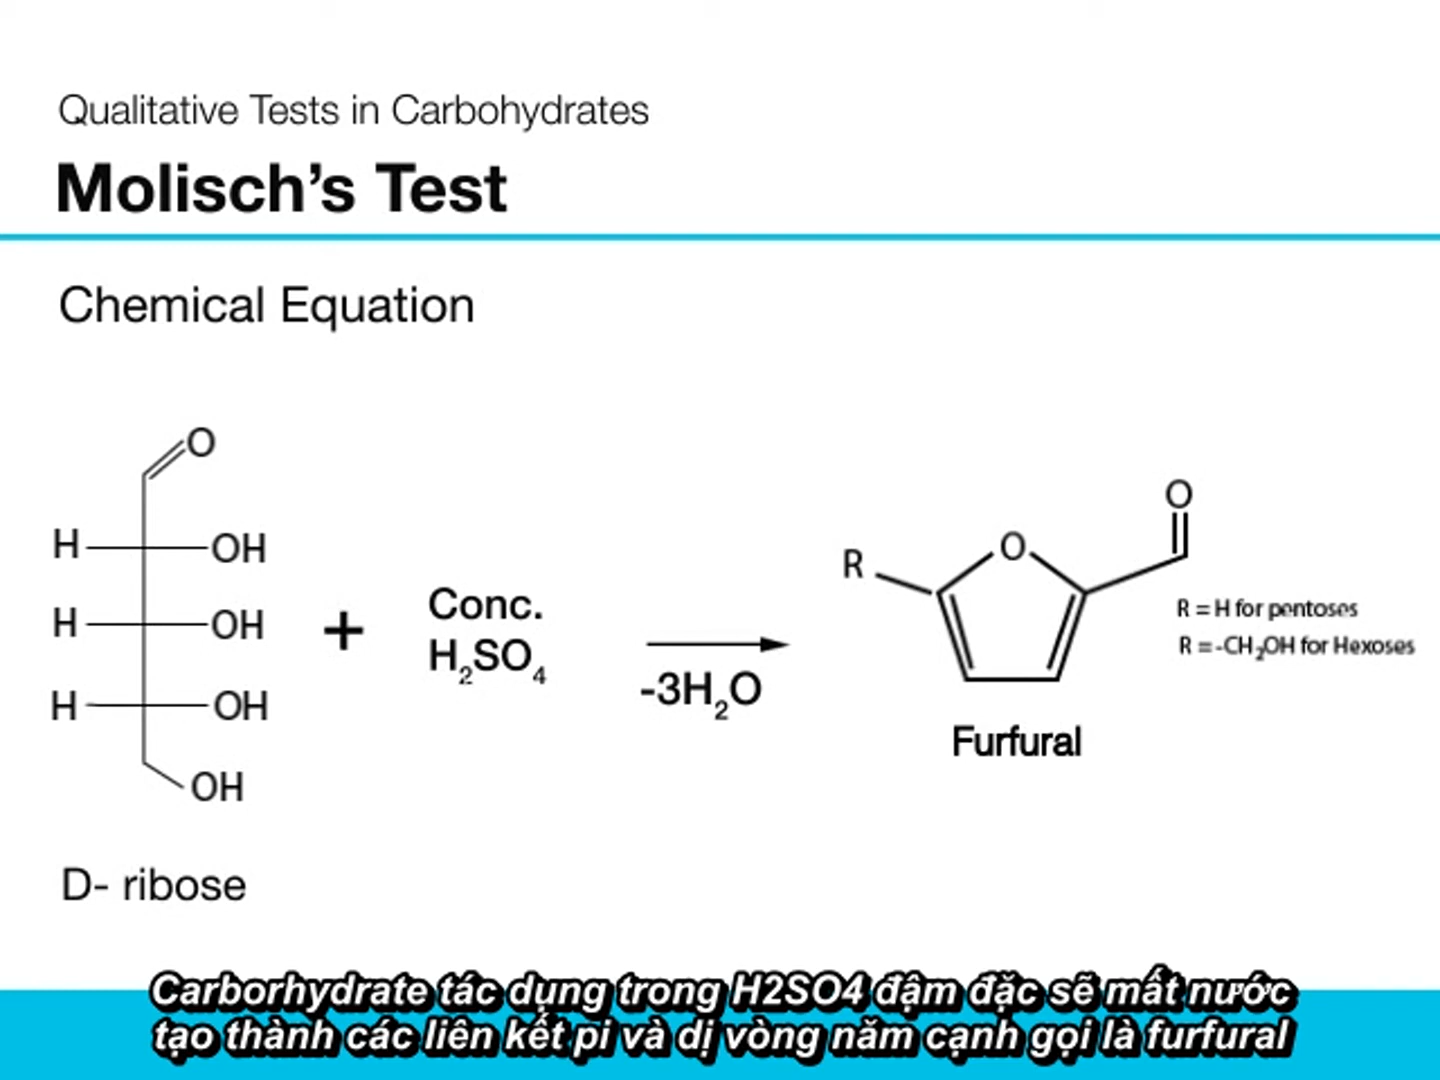 Qualitative Tests in Carbohydrates
Molisch's Test
Chemical Equation
O
H OH
H OH
H OH
OH
D- ribose
+
Conc.
H₂SO₄
-3H₂O
O
R O
R = H for pentoses
R = -CH₂OH for Hexoses
Furfural
Carborhydrate tác dụng trong H2SO4 đậm đặc sẽ mất nước
tạo thành các liên kết pi và dị vòng năm cạnh gọi là furfural